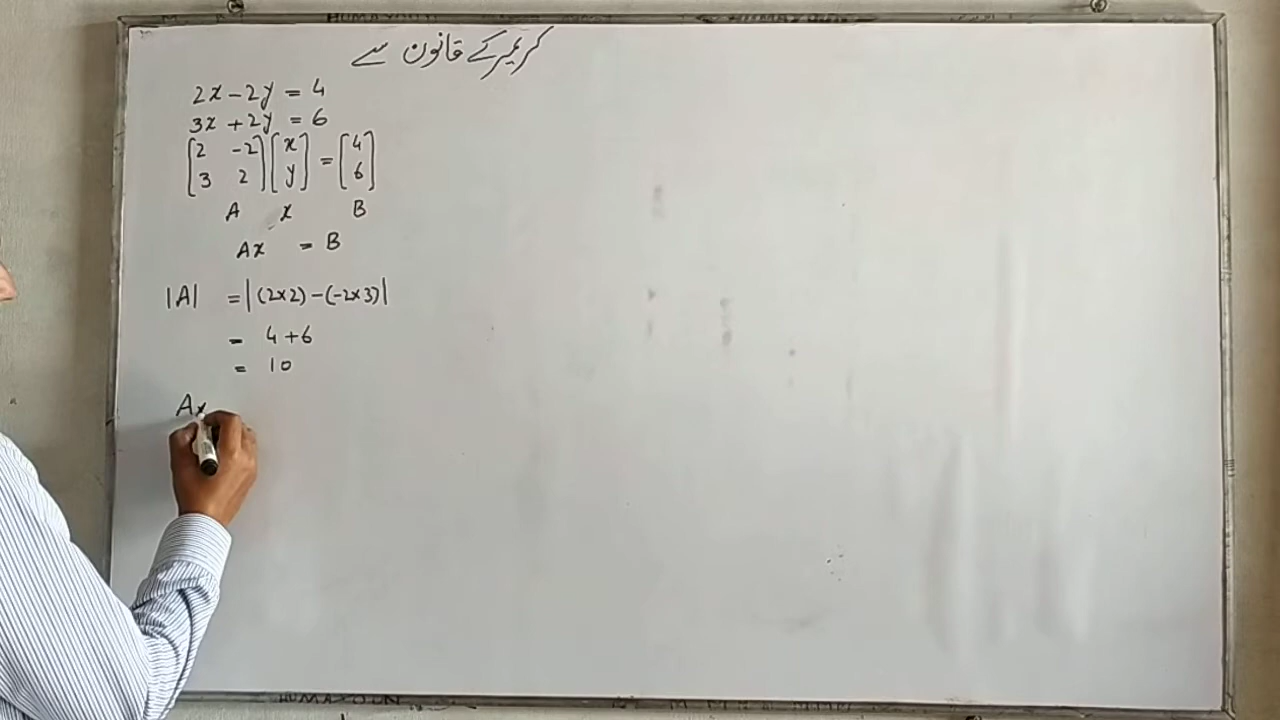 کریمر کے قانون سے
2x - 2y = 4
3x + 2y = 6
[2 -2 3 2] [x y] = [4 6]
A x B
Ax = B
|A| = |(2×2) - (-2×3)|
= 4 + 6
= 10
Ax
HUMAYOUN